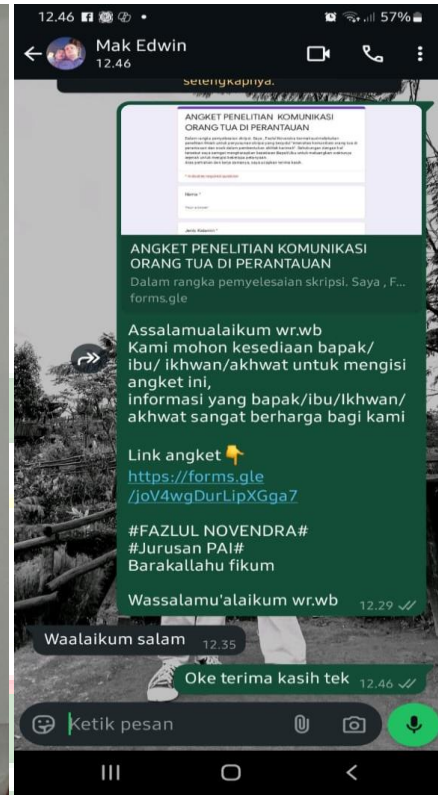 12.46
57%
Mak Edwin
12.46
selengkapnya.
ANGKET PENELITIAN KOMUNIKASI
ORANG TUA DI PERANTAUAN
ANGKET PENELITIAN KOMUNIKASI
ORANG TUA DI PERANTAUAN
Dalam rangka pemyelesaian skripsi. Saya , F...
forms.gle
Assalamualaikum wr.wb
Kami mohon kesediaan bapak/
ibu/ ikhwan/akhwat untuk mengisi
angket ini,
informasi yang bapak/ibu/Ikhwan/
akhwat sangat berharga bagi kami
Link angket👇
https://forms.gle
/joV4wgDurLipXGga7
#FAZLUL NOVENDRA#
#Jurusan PAI#
Barakallahu fikum
Wassalamu'alaikum wr.wb 12.29
Waalaikum salam 12.35
Oke terima kasih tek 12.46
Ketik pesan